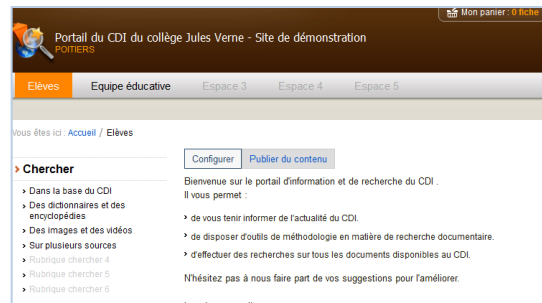 Mon panier : 0 fiche
Portail du CDI du collège Jules Verne - Site de démonstration
POITIERS
Elèves Equipe éducative Espace 3 Espace 4 Espace 5
Vous êtes ici : Accueil / Elèves
Chercher
Dans la base du CDI
Des dictionnaires et des
encyclopédies
Des images et des vidéos
Sur plusieurs sources
Rubrique chercher 4
Rubrique chercher 5
Rubrique chercher 6
Configurer Publier du contenu
Bienvenue sur le portail d'information et de recherche du CDI .
Il vous permet :
de vous tenir informer de l'actualité du CDI.
de disposer d'outils de méthodologie en matière de recherche documentaire.
d'effectuer des recherches sur tous les documents disponibles au CDI.
N'hésitez pas à nous faire part de vos suggestions pour l'améliorer.